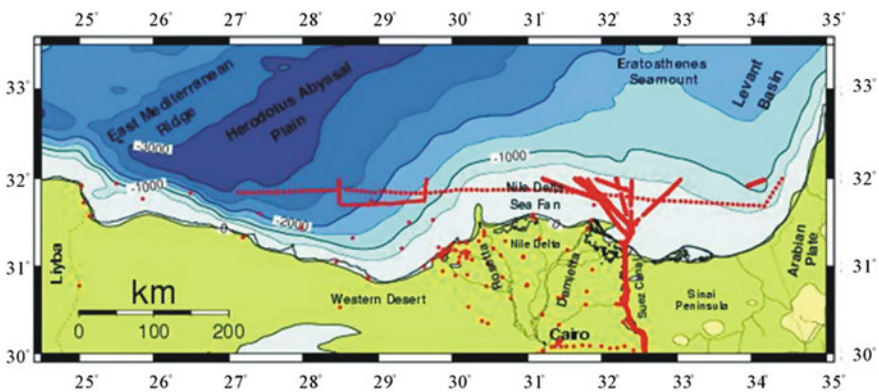 25° 26° 27° 28° 29° 30° 31° 32° 33° 34° 35°
33° 33°
32° 32°
31° 31°
30° 30°
East Mediterranean
Ridge
Herodotus Abyssal
Plain
Eratosthenes
Seamount
Levant
Basin
-3000
-1000
-1000
-2000
0
0
Nile Delta
Sea Fan
Nile Delta
Rosetta
Damietta
Suez Canal
Sinai
Peninsula
Arabian
Plate
Liyba
Western Desert
Cairo
km
0 100 200
25° 26° 27° 28° 29° 30° 31° 32° 33° 34° 35°